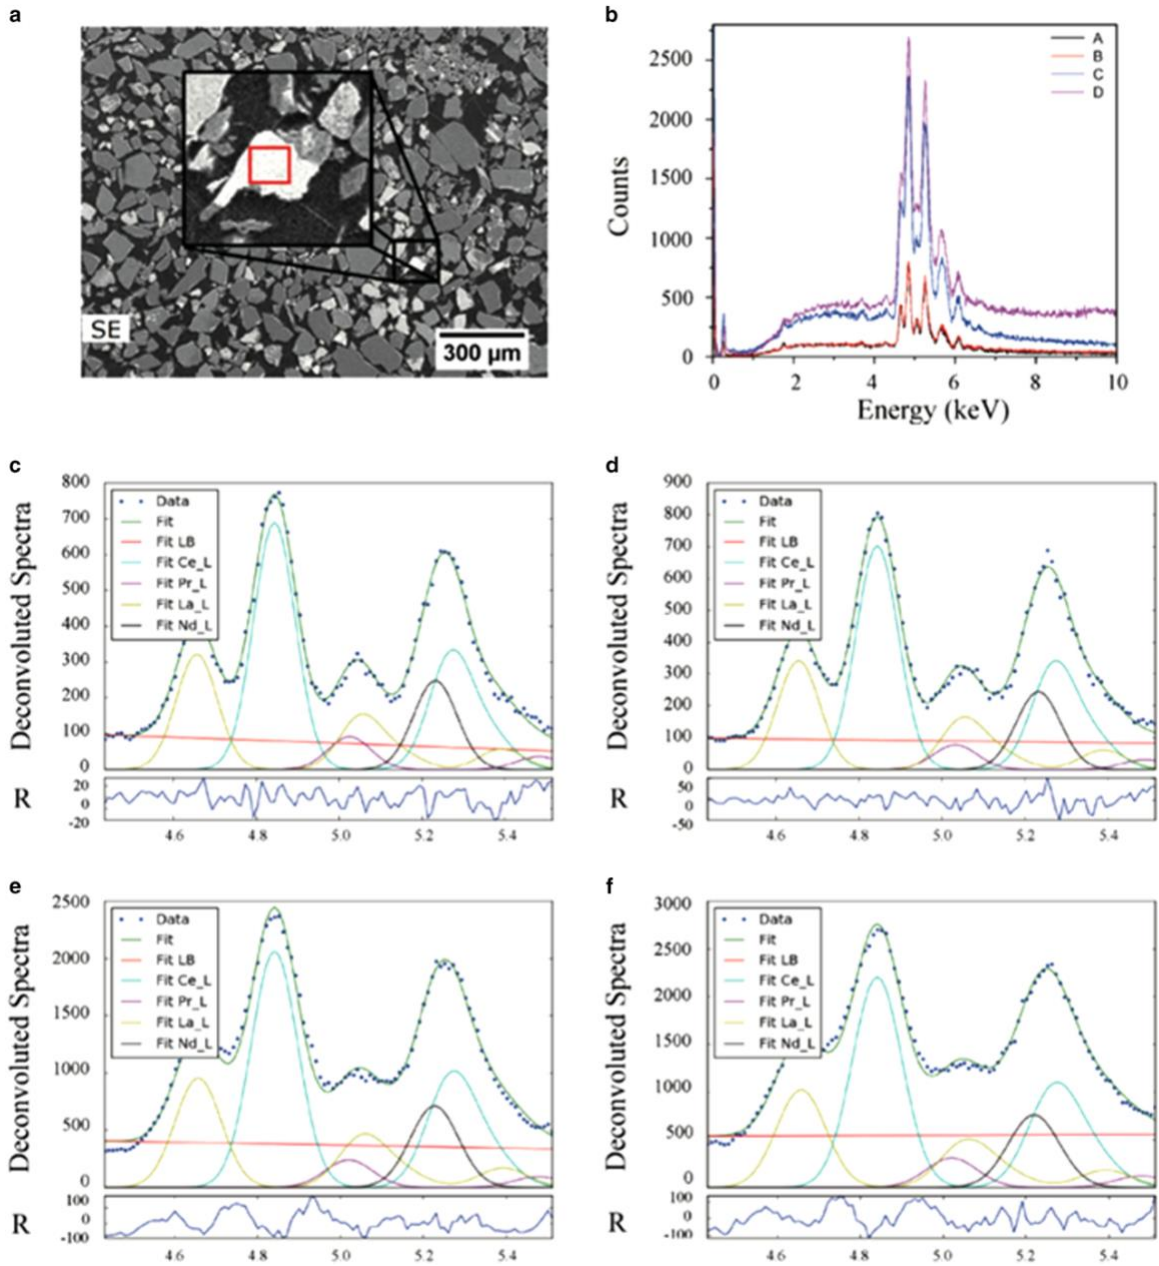 a
SE
300 µm
b
Counts
2500
2000
1500
1000
500
0
A
B
C
D
0 2 4 6 8 10
Energy (keV)
c
Deconvoluted Spectra
800
700
600
500
400
300
200
100
0
Data
Fit
Fit LB
Fit Ce_L
Fit Pr_L
Fit La_L
Fit Nd_L
R
20
0
-20
4.6 4.8 5.0 5.2 5.4
d
Deconvoluted Spectra
900
800
700
600
500
400
300
200
100
0
Data
Fit
Fit LB
Fit Ce_L
Fit Pr_L
Fit La_L
Fit Nd_L
R
50
0
-50
4.6 4.8 5.0 5.2 5.4
e
Deconvoluted Spectra
2500
2000
1500
1000
500
0
Data
Fit
Fit LB
Fit Ce_L
Fit Pr_L
Fit La_L
Fit Nd_L
R
100
0
-100
4.6 4.8 5.0 5.2 5.4
f
Deconvoluted Spectra
3000
2500
2000
1500
1000
500
0
Data
Fit
Fit LB
Fit Ce_L
Fit Pr_L
Fit La_L
Fit Nd_L
R
100
0
-100
4.6 4.8 5.0 5.2 5.4